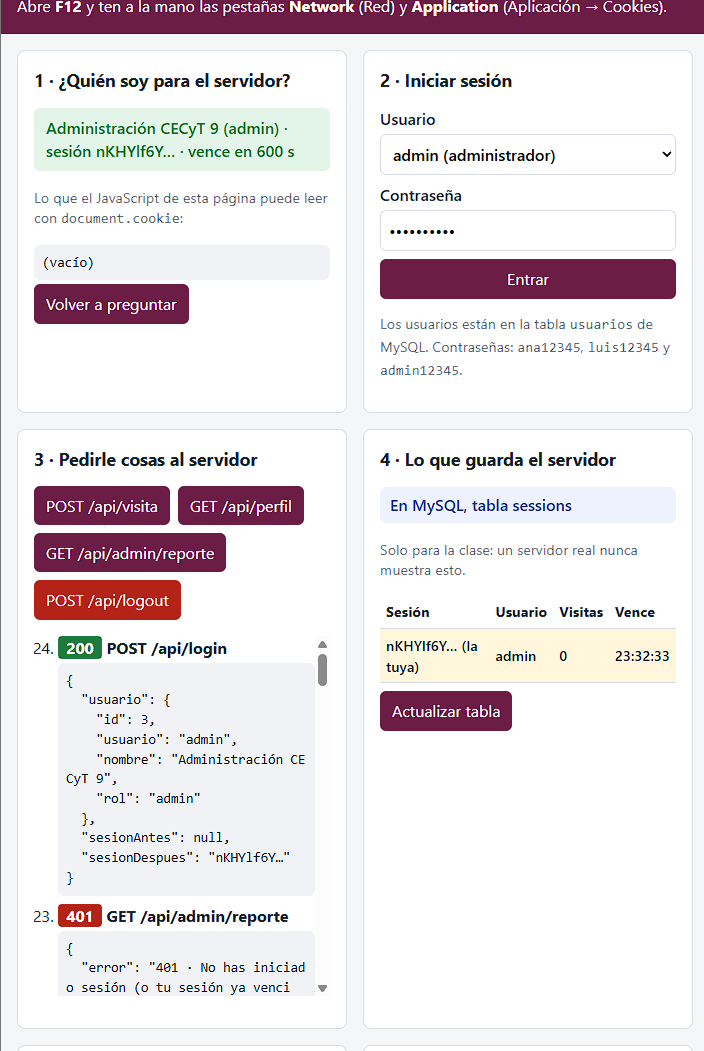 Abre F12 y ten a la mano las pestañas Network (Red) y Application (Aplicación → Cookies).
1 · ¿Quién soy para el servidor?
Administración CECyT 9 (admin) ·
sesión nKHYlf6Y… · vence en 600 s
Lo que el JavaScript de esta página puede leer
con document.cookie:
(vacío)
Volver a preguntar
2 · Iniciar sesión
Usuario
admin (administrador)
Contraseña
••••••••••
Entrar
Los usuarios están en la tabla usuarios de
MySQL. Contraseñas: ana12345, luis12345 y
admin12345.
3 · Pedirle cosas al servidor
POST /api/visita
GET /api/perfil
GET /api/admin/reporte
POST /api/logout
24. 200 POST /api/login
{
"usuario": {
"id": 3,
"usuario": "admin",
"nombre": "Administración CE
CyT 9",
"rol": "admin"
},
"sesionAntes": null,
"sesionDespues": "nKHYlf6Y…"
}
23. 401 GET /api/admin/reporte
{
"error": "401 · No has iniciad
o sesión (o tu sesión ya venci
4 · Lo que guarda el servidor
En MySQL, tabla sessions
Solo para la clase: un servidor real nunca
muestra esto.
Sesión Usuario Visitas Vence
nKHYlf6Y… (la
tuya) admin 0 23:32:33
Actualizar tabla